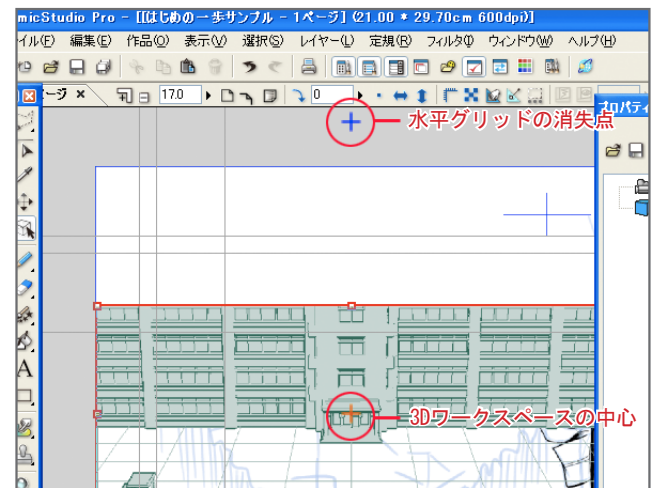 micStudio Pro - [[はじめの一歩サンプル - 1ページ] (21.00 * 29.70cm 600dpi)]
イル(F) 編集(E) 作品(O) 表示(V) 選択(S) レイヤー(L) 定規(R) フィルタ(I) ウィンドウ(W) ヘルプ(H)
ージ × 17.0 0
プロパティ
水平グリッドの消失点
A
3Dワークスペースの中心